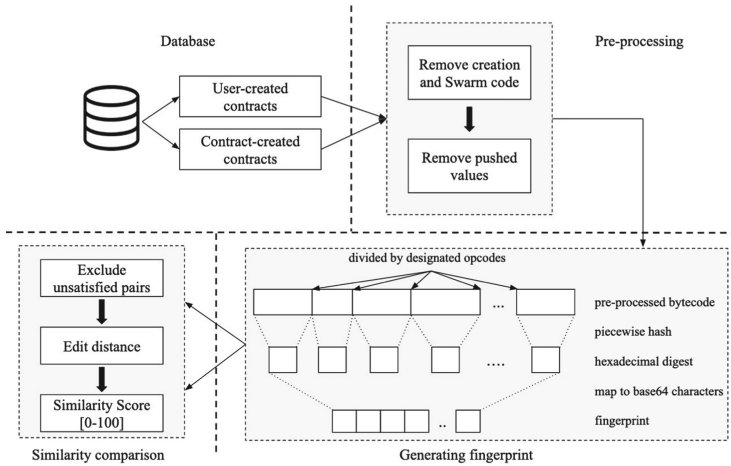 Database
User-created
contracts
Contract-created
contracts
Pre-processing
Remove creation
and Swarm code
Remove pushed
values
Exclude
unsatisfied pairs
Edit distance
Similarity Score
[0-100]
Similarity comparison
divided by designated opcodes
...
pre-processed bytecode
piecewise hash
....
hexadecimal digest
map to base64 characters
..
fingerprint
Generating fingerprint